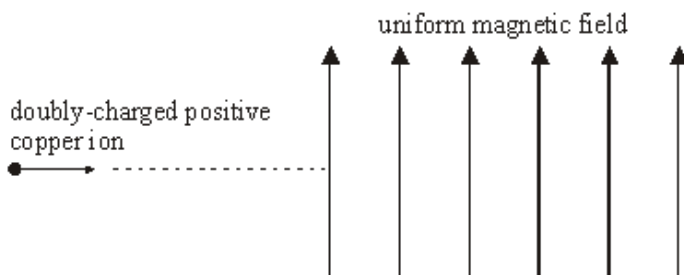 uniform magnetic field
doubly-charged positive
copper ion